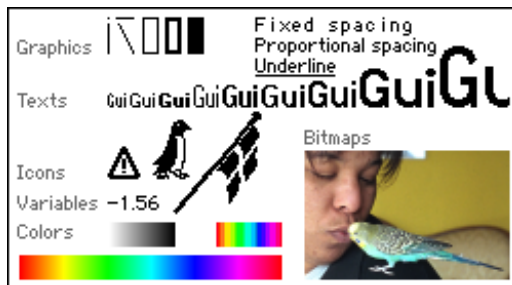 Graphics
Fixed spacing
Proportional spacing
Underline
Texts GuiGuiGuiGuiGuiGuiGuiGuiGu
Bitmaps
Icons
Variables -1.56
Colors